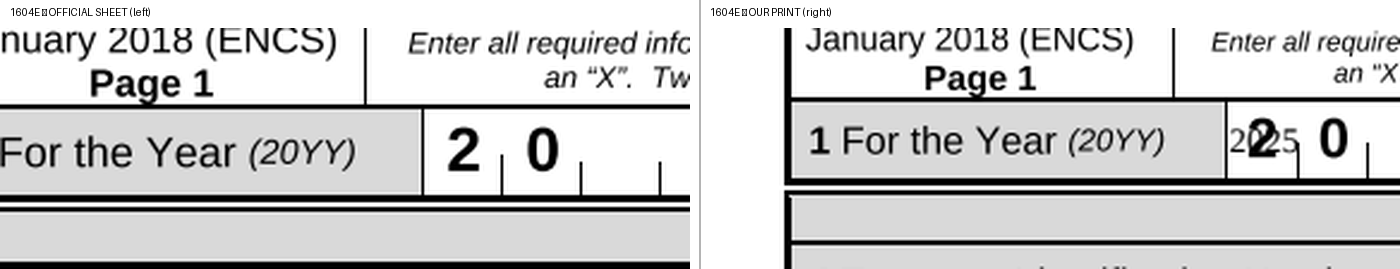 1604E OFFICIAL SHEET (left)
nuary 2018 (ENCS)
Page 1
Enter all required info
an “X”. Tw
For the Year (20YY)
2 0
1604E OUR PRINT (right)
January 2018 (ENCS)
Page 1
Enter all require
an “X
1 For the Year (20YY)
2025
2 0